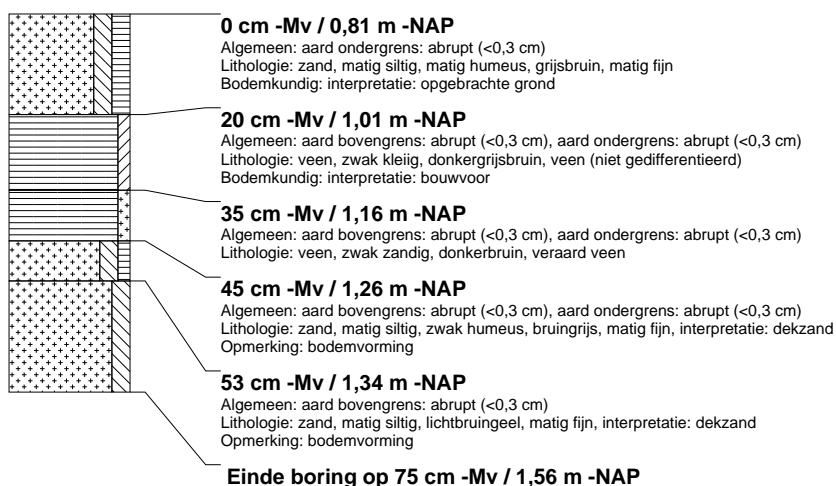 0 cm -Mv / 0,81 m -NAP
Algemeen: aard ondergrens: abrupt (<0,3 cm)
Lithologie: zand, matig siltig, matig humeus, grijsbruin, matig fijn
Bodemkundig: interpretatie: opgebrachte grond
20 cm -Mv / 1,01 m -NAP
Algemeen: aard bovengrens: abrupt (<0,3 cm), aard ondergrens: abrupt (<0,3 cm)
Lithologie: veen, zwak kleiig, donkergrijsbruin, veen (niet gedifferentieerd)
Bodemkundig: interpretatie: bouwvoor
35 cm -Mv / 1,16 m -NAP
Algemeen: aard bovengrens: abrupt (<0,3 cm), aard ondergrens: abrupt (<0,3 cm)
Lithologie: veen, zwak zandig, donkerbruin, veraard veen
45 cm -Mv / 1,26 m -NAP
Algemeen: aard bovengrens: abrupt (<0,3 cm), aard ondergrens: abrupt (<0,3 cm)
Lithologie: zand, matig siltig, zwak humeus, bruingrijs, matig fijn, interpretatie: dekzand
Opmerking: bodemvorming
53 cm -Mv / 1,34 m -NAP
Algemeen: aard bovengrens: abrupt (<0,3 cm)
Lithologie: zand, matig siltig, lichtbruingeel, matig fijn, interpretatie: dekzand
Opmerking: bodemvorming
Einde boring op 75 cm -Mv / 1,56 m -NAP